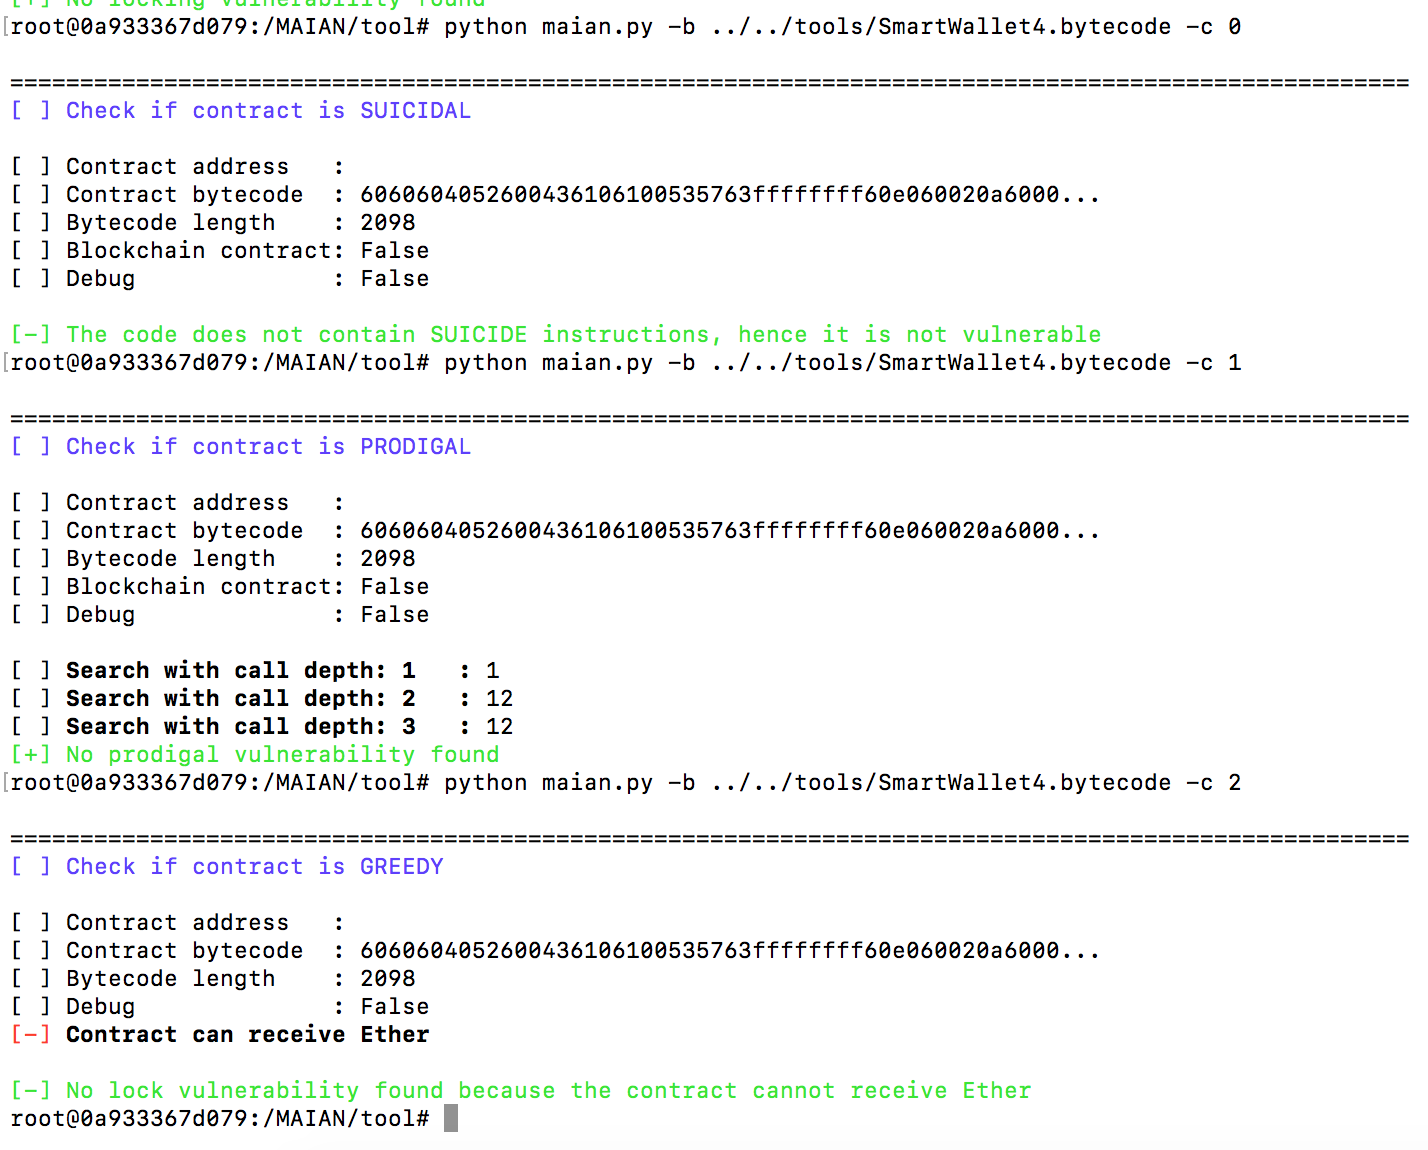 [+] No locking vulnerability found
[root@0a933367d079:/MAIAN/tool# python maian.py -b ../../tools/SmartWallet4.bytecode -c 0
====================================================================================================
[ ] Check if contract is SUICIDAL
[ ] Contract address   :
[ ] Contract bytecode  : 6060604052600436106100535763ffffffff60e060020a6000...
[ ] Bytecode length    : 2098
[ ] Blockchain contract: False
[ ] Debug              : False
[-] The code does not contain SUICIDE instructions, hence it is not vulnerable
[root@0a933367d079:/MAIAN/tool# python maian.py -b ../../tools/SmartWallet4.bytecode -c 1
====================================================================================================
[ ] Check if contract is PRODIGAL
[ ] Contract address   :
[ ] Contract bytecode  : 6060604052600436106100535763ffffffff60e060020a6000...
[ ] Bytecode length    : 2098
[ ] Blockchain contract: False
[ ] Debug              : False
[ ] Search with call depth: 1   : 1
[ ] Search with call depth: 2   : 12
[ ] Search with call depth: 3   : 12
[+] No prodigal vulnerability found
[root@0a933367d079:/MAIAN/tool# python maian.py -b ../../tools/SmartWallet4.bytecode -c 2
====================================================================================================
[ ] Check if contract is GREEDY
[ ] Contract address   :
[ ] Contract bytecode  : 6060604052600436106100535763ffffffff60e060020a6000...
[ ] Bytecode length    : 2098
[ ] Debug              : False
[-] Contract can receive Ether
[-] No lock vulnerability found because the contract cannot receive Ether
root@0a933367d079:/MAIAN/tool#